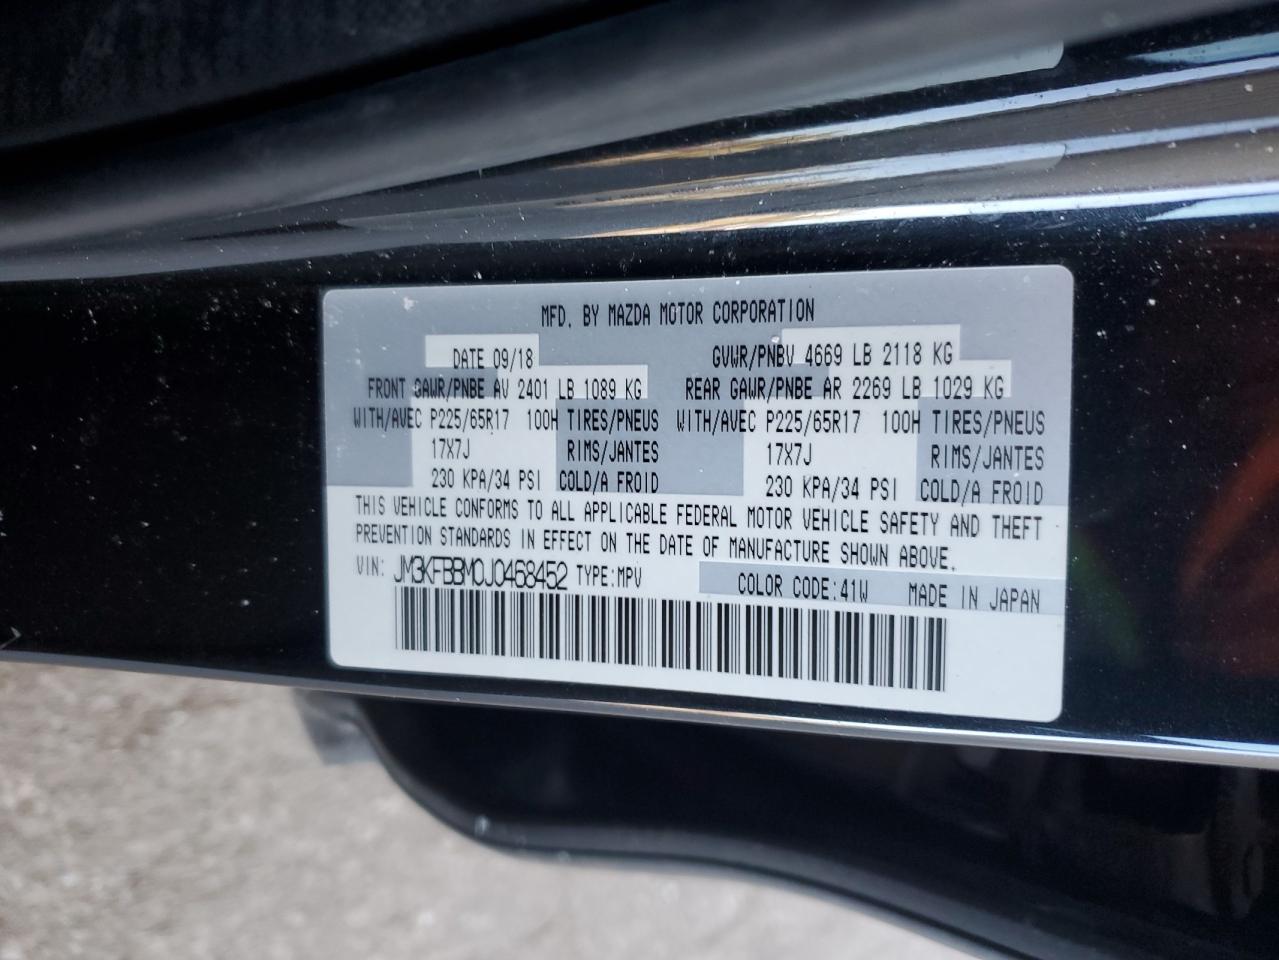 MFD. BY MAZDA MOTOR CORPORATION
DATE 09/18 GVWR/PNBV 4669 LB 2118 KG
FRONT GAWR/PNBE AV 2401 LB 1089 KG REAR GAWR/PNBE AR 2269 LB 1029 KG
WITH/AVEC P225/65R17 100H TIRES/PNEUS WITH/AVEC P225/65R17 100H TIRES/PNEUS
17X7J RIMS/JANTES 17X7J RIMS/JANTES
230 KPA/34 PSI COLD/A FROID 230 KPA/34 PSI COLD/A FROID
THIS VEHICLE CONFORMS TO ALL APPLICABLE FEDERAL MOTOR VEHICLE SAFETY AND THEFT
PREVENTION STANDARDS IN EFFECT ON THE DATE OF MANUFACTURE SHOWN ABOVE.
VIN: JM3KFBBM0J0468452 TYPE:MPV COLOR CODE:41W MADE IN JAPAN